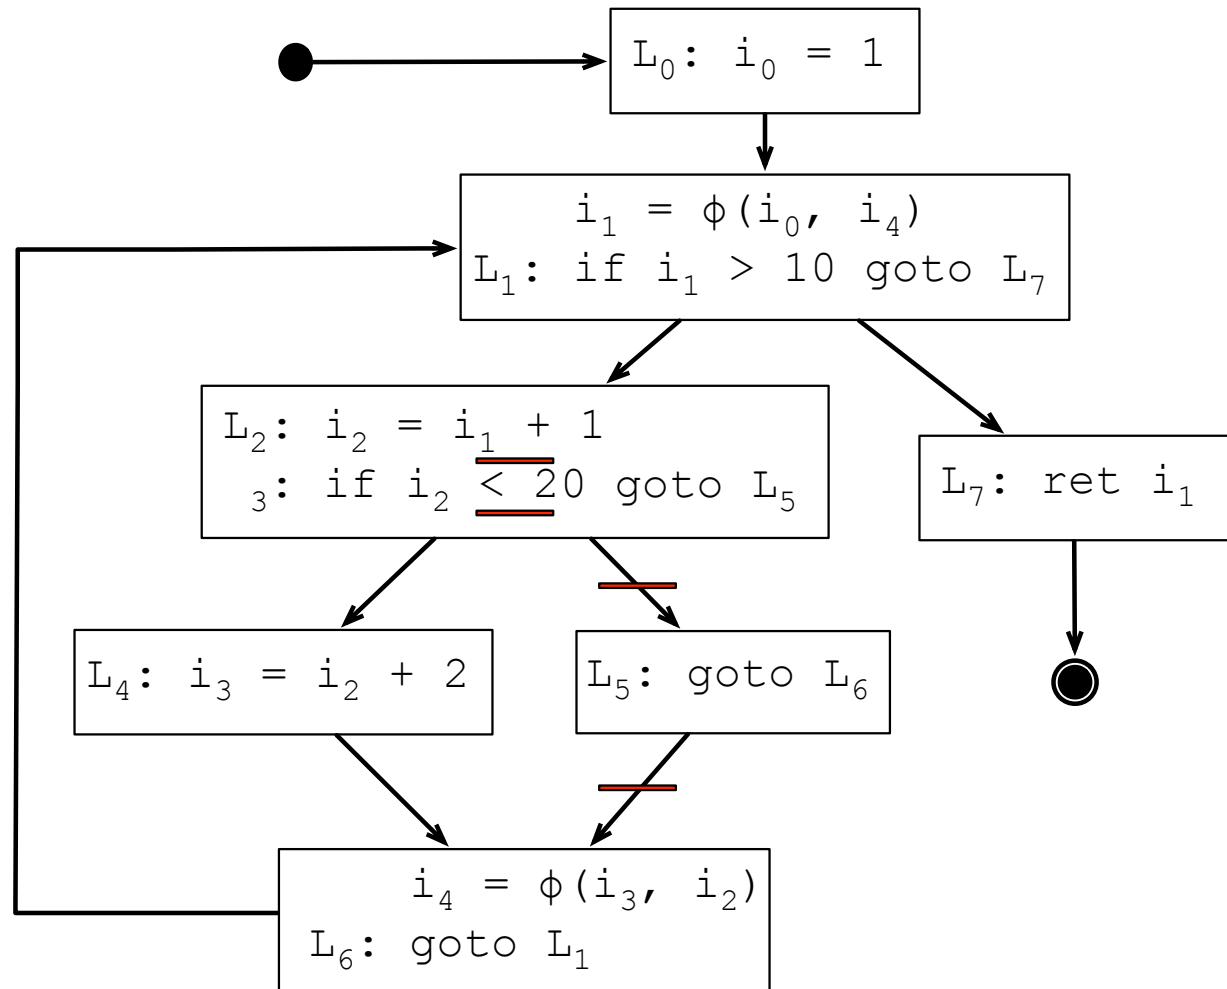 L₀: i₀ = 1
i₁ = ϕ(i₀, i₄)
L₁: if i₁ > 10 goto L₇
L₂: i₂ = i₁ + 1
₃: if i₂ < 20 goto L₅
L₇: ret i₁
L₄: i₃ = i₂ + 2
L₅: goto L₆
i₄ = ϕ(i₃, i₂)
L₆: goto L₁